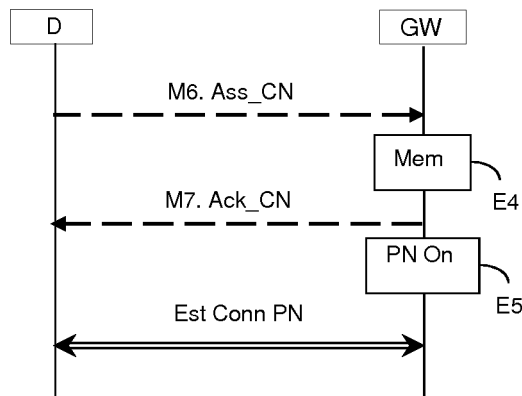 D
GW
M6. Ass_CN
Mem
E4
M7. Ack_CN
PN On
E5
Est Conn PN